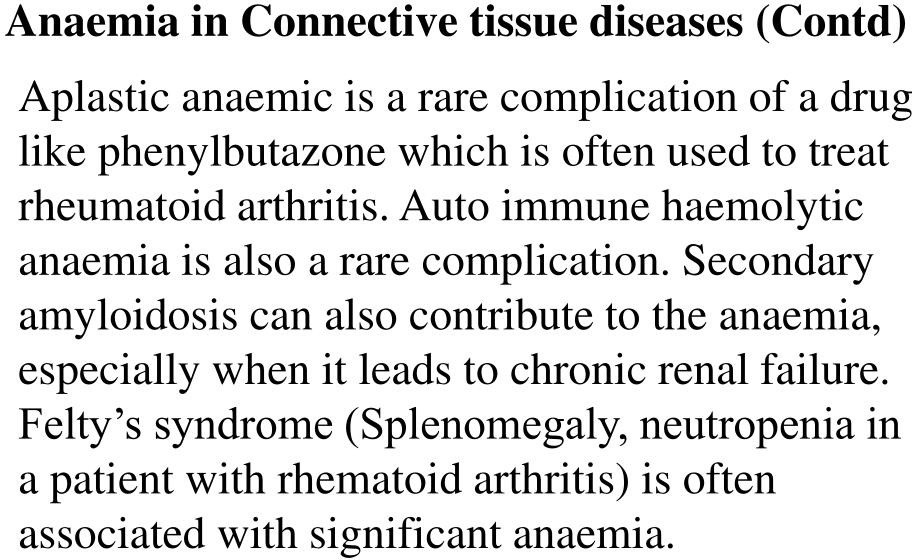 Anaemia in Connective tissue diseases (Contd)
Aplastic anaemic is a rare complication of a drug
like phenylbutazone which is often used to treat
rheumatoid arthritis. Auto immune haemolytic
anaemia is also a rare complication. Secondary
amyloidosis can also contribute to the anaemia,
especially when it leads to chronic renal failure.
Felty’s syndrome (Splenomegaly, neutropenia in
a patient with rhematoid arthritis) is often
associated with significant anaemia.